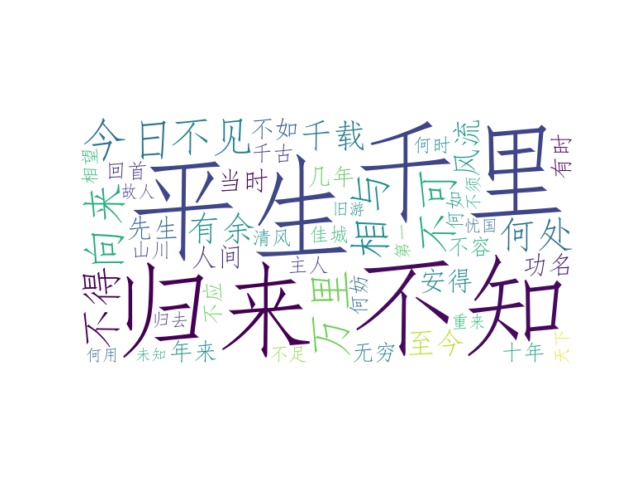 今日
不见
不如
千载
平生
千里
归来
不知
向来
不得
万里
相与
不可
风流
有时
相望
回首
故人
当时
千古
几年
旧游
何时
何如
不须
先生
有余
清风
佳城
第一
忧国
不容
何处
山川
人间
主人
安得
功名
归去
不应
何妨
何用
未知
年来
不足
无穷
至今
重来
十年
天下